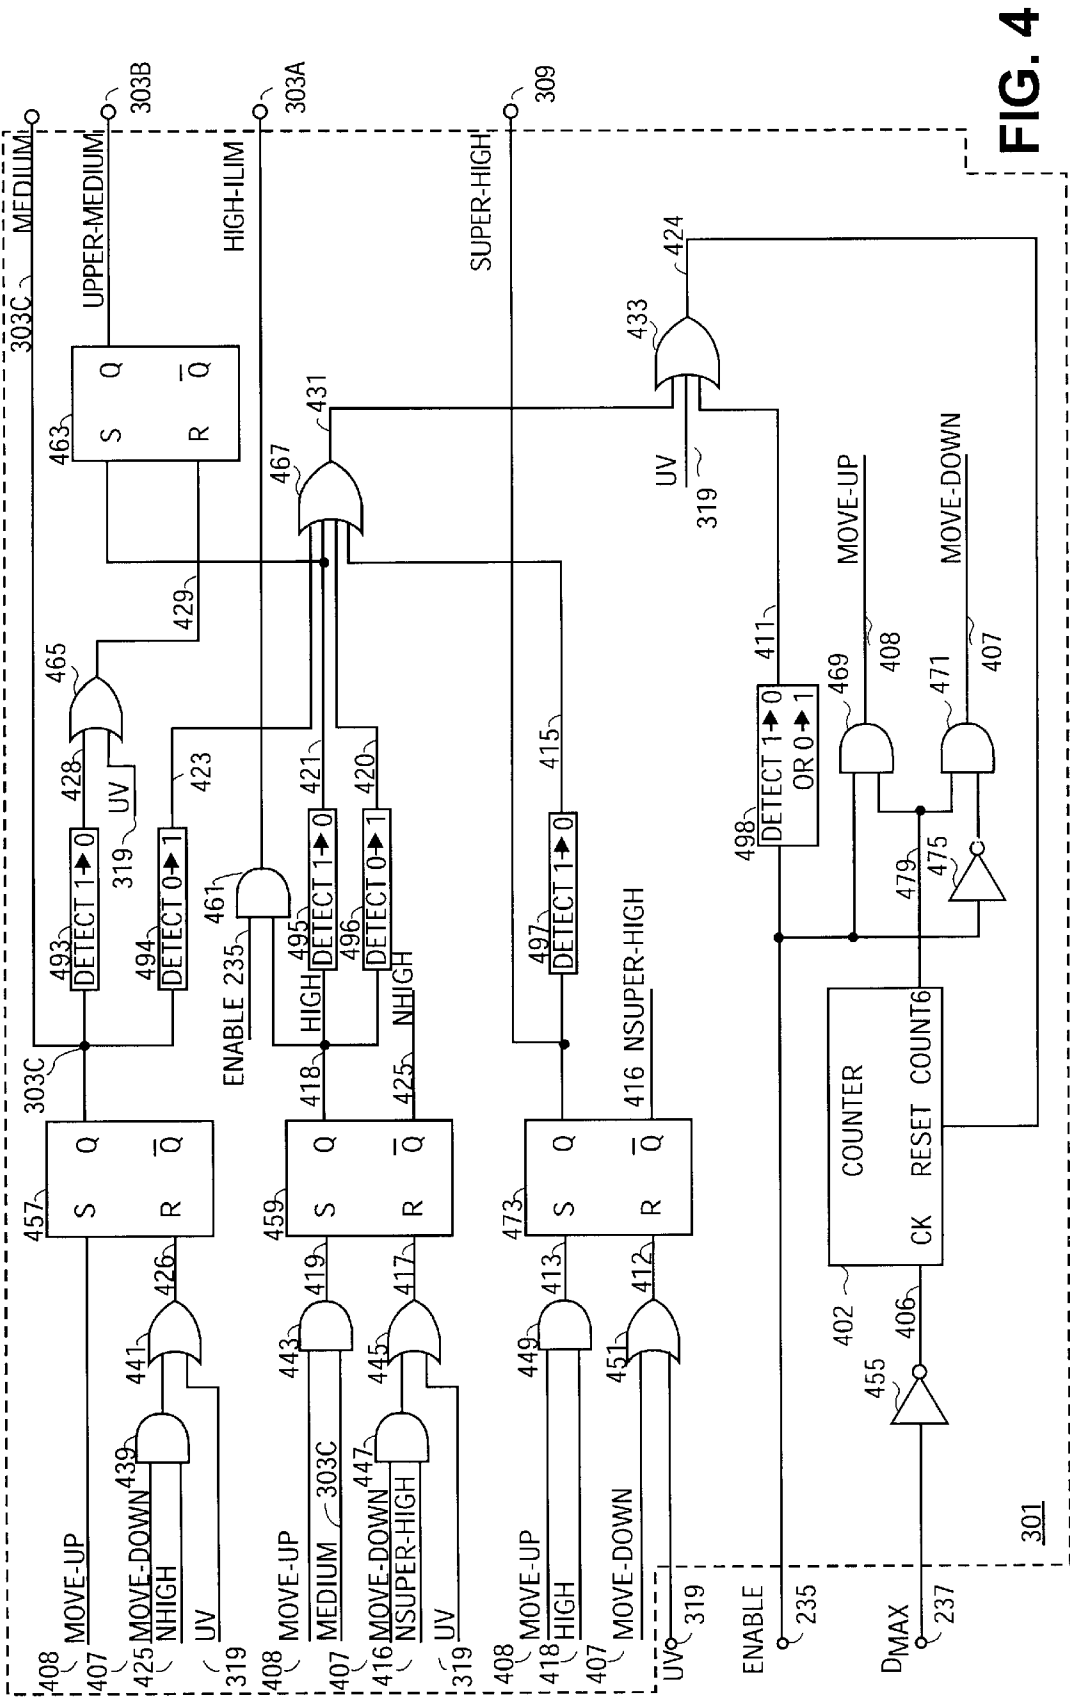 FIG. 4
MEDIUM
303C
UPPER-MEDIUM
303B
HIGH-ILIM
303A
SUPER-HIGH
309
463
S Q
R Q
467
431
433
424
UV
319
465
428
UV
319
429
423
493
DETECT 1→0
494
DETECT 0→1
303C
461
ENABLE 235
HIGH
495
DETECT 1→0
421
496
DETECT 0→1
420
418
NHIGH
425
497
DETECT 1→0
415
416 NSUPER-HIGH
498
DETECT 1→0
OR 0→1
411
469
MOVE-UP
408
471
MOVE-DOWN
407
479
475
457
S Q
R Q
426
441
439
408
MOVE-UP
407
MOVE-DOWN
425
NHIGH
UV
319
459
S Q
R Q
419
417
443
445
447
408
MOVE-UP
MEDIUM
303C
407
MOVE-DOWN
416
NSUPER-HIGH
UV
319
473
S Q
R Q
413
412
449
451
408
MOVE-UP
418
HIGH
407
MOVE-DOWN
UV
319
ENABLE
235
COUNTER
CK RESET COUNT6
402
406
455
DMAX
237
301